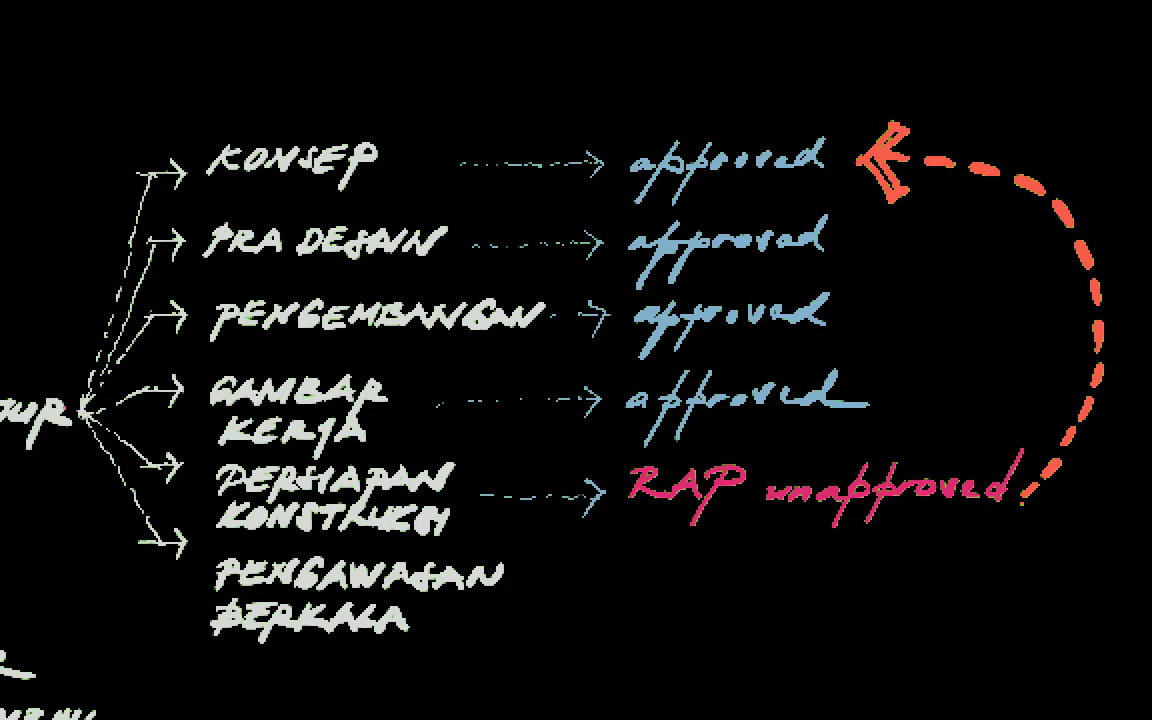 KONSEP approved
PRA DESAIN approved
PENGEMBANGAN approved
GAMBAR approved
KERJA
PERSIAPAN RAP unapproved
KONSTRUKSI
PENGAWASAN
BERKALA